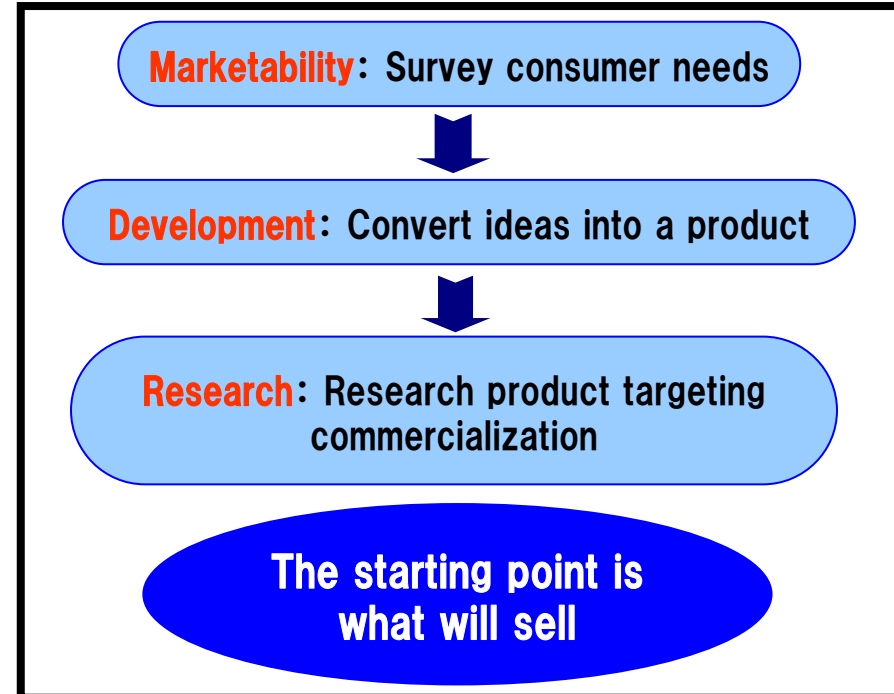 Marketability: Survey consumer needs
Development: Convert ideas into a product
Research: Research product targeting
commercialization
The starting point is
what will sell